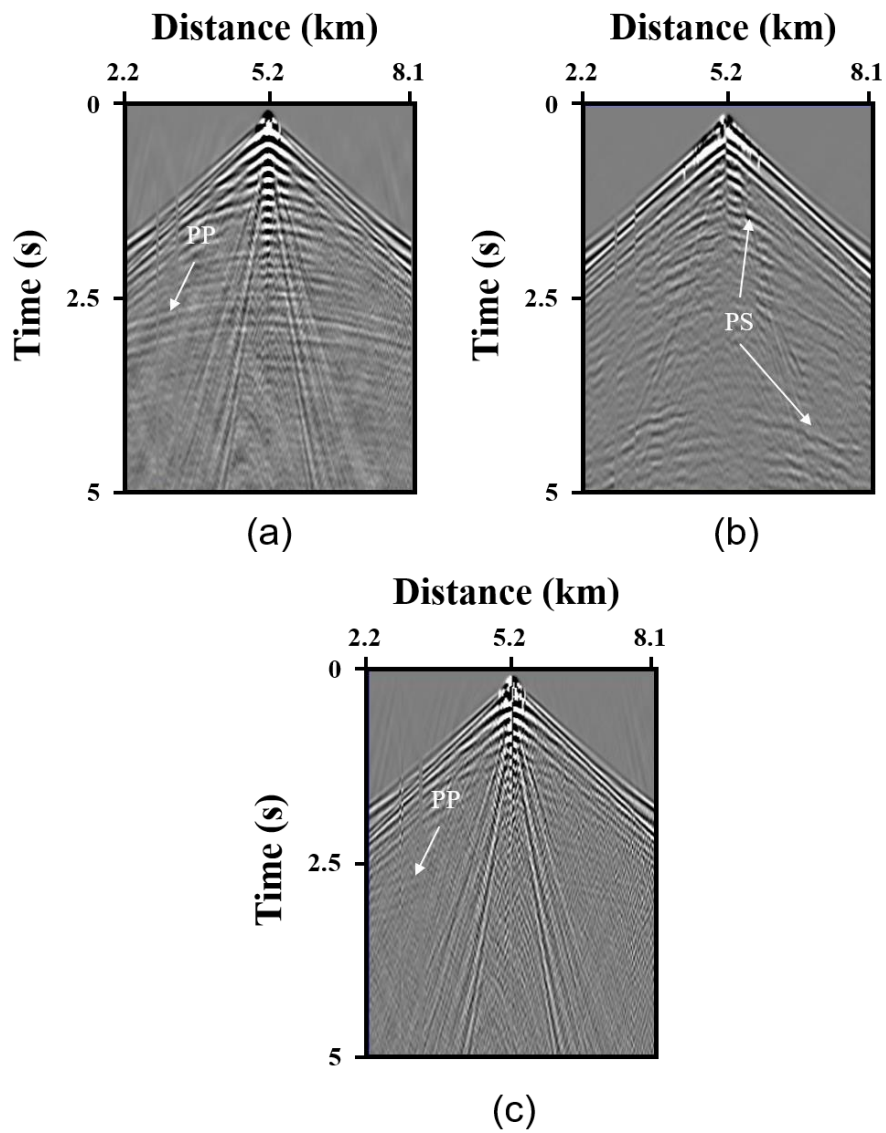 Distance (km)
2.2 5.2 8.1
0
Time (s)
PP
2.5
5
(a)
Distance (km)
2.2 5.2 8.1
0
Time (s)
2.5
PS
5
(b)
Distance (km)
2.2 5.2 8.1
0
Time (s)
PP
2.5
5
(c)